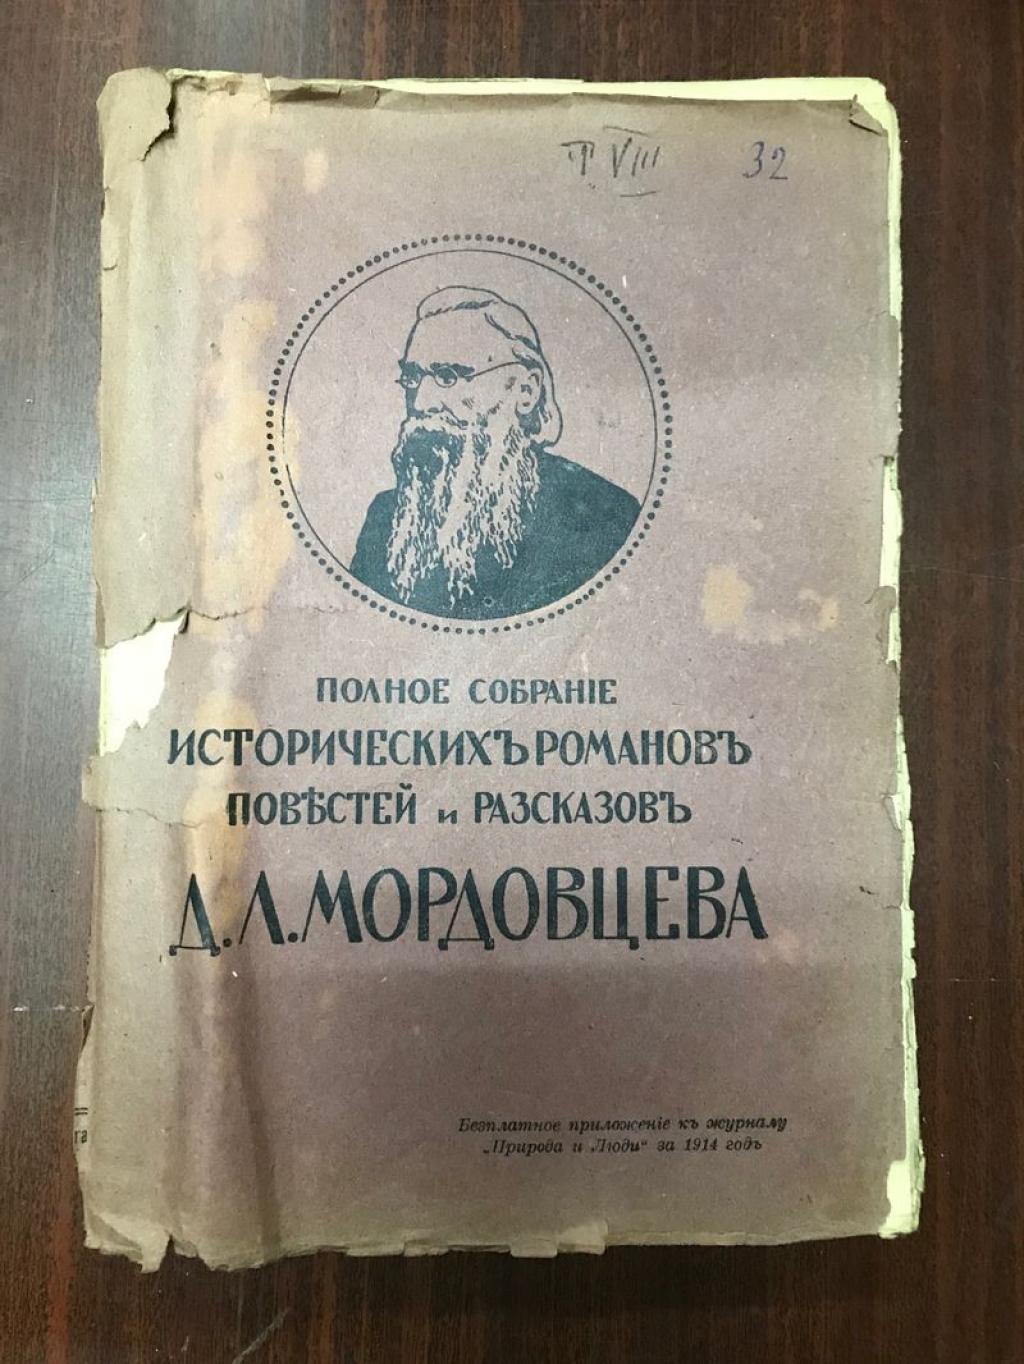 Т VIII 32
ПОЛНОЕ СОБРАНІЕ
ИСТОРИЧЕСКИХЪ РОМАНОВЪ
ПОВѢСТЕЙ и РАЗСКАЗОВЪ
Д. Л. МОРДОВЦЕВА
Безплатное приложеніе къ журналу
„Природа и Люди“ за 1914 годъ